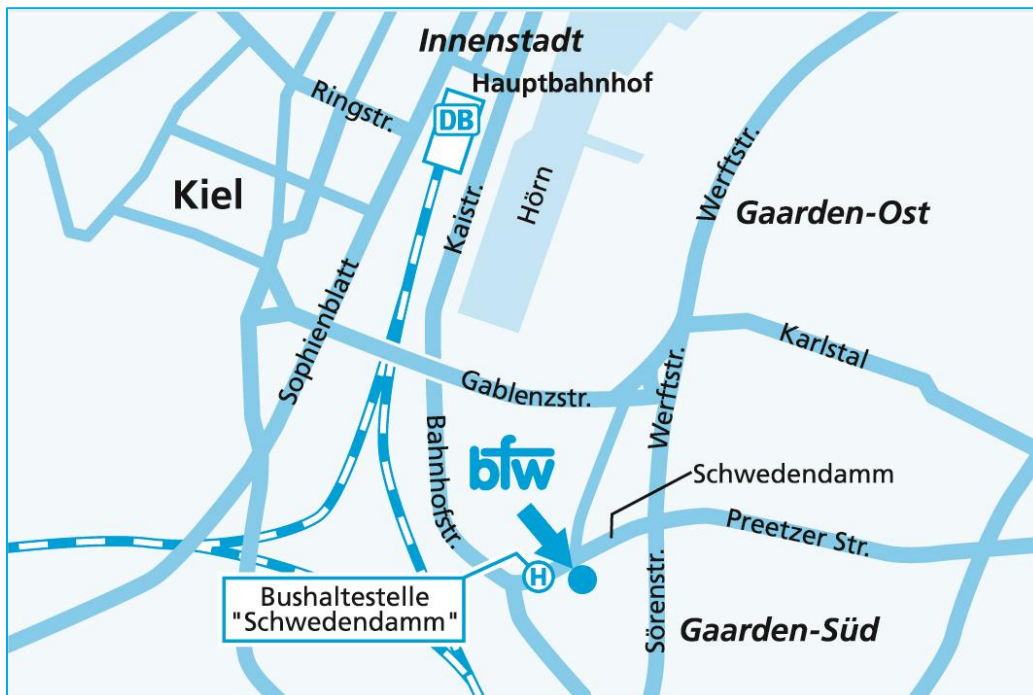 Innenstadt
Hauptbahnhof
DB
Ringstr.
Kiel
Kaistr.
Hörn
Werftstr.
Gaarden-Ost
Sophienblatt
Karlstal
Gablenzstr.
Werftstr.
Bahnhofstr.
bfw
Schwedendamm
Preetzer Str.
H
Bushaltestelle
"Schwedendamm"
Sörenstr.
Gaarden-Süd